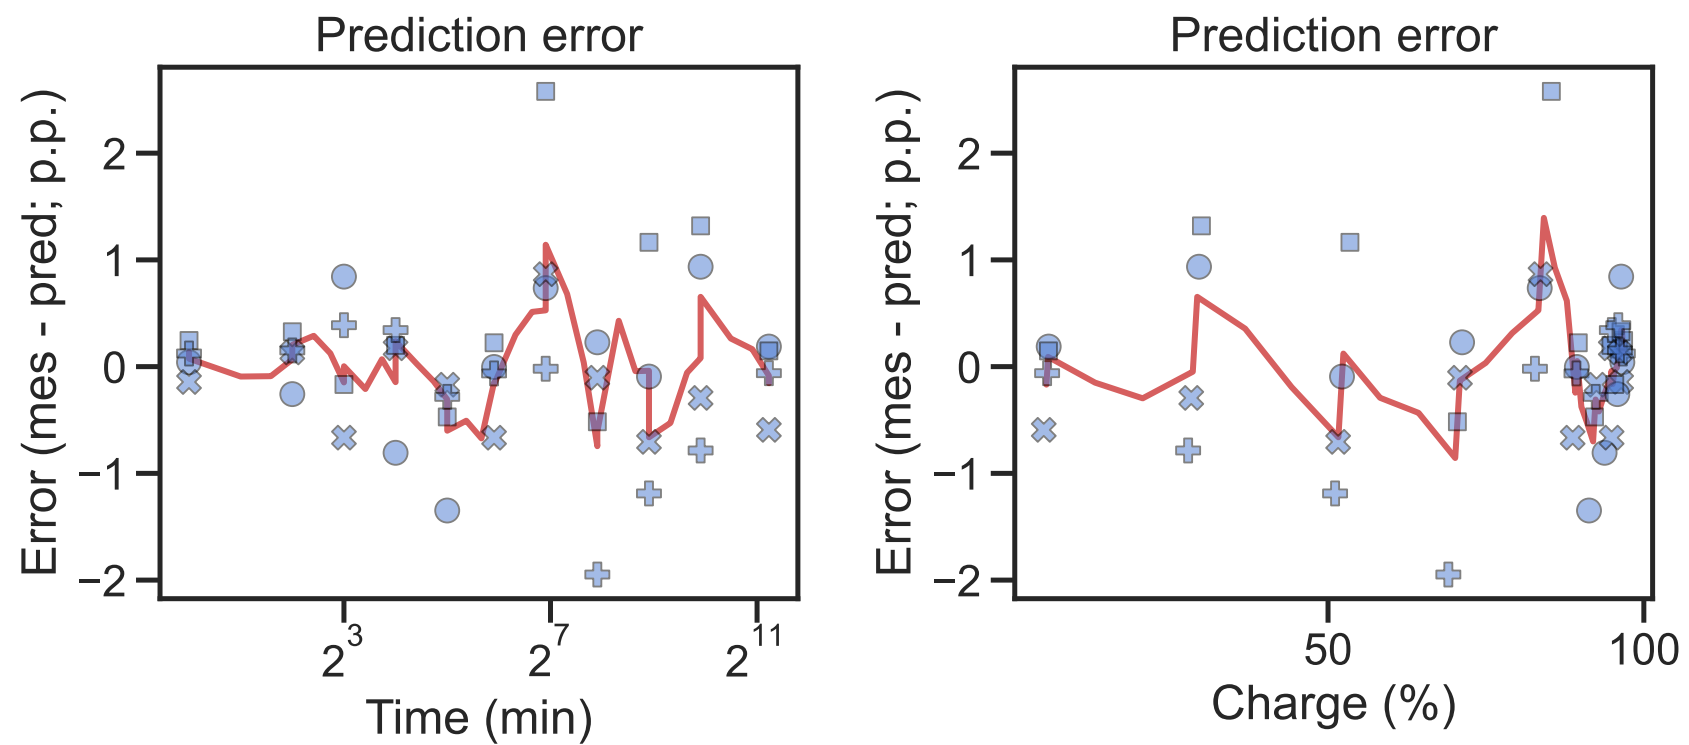 Prediction error
Error (mes - pred; p.p.)
2
1
0
−1
−2
2^3
2^7
2^11
Time (min)
Prediction error
Error (mes - pred; p.p.)
2
1
0
−1
−2
50
100
Charge (%)